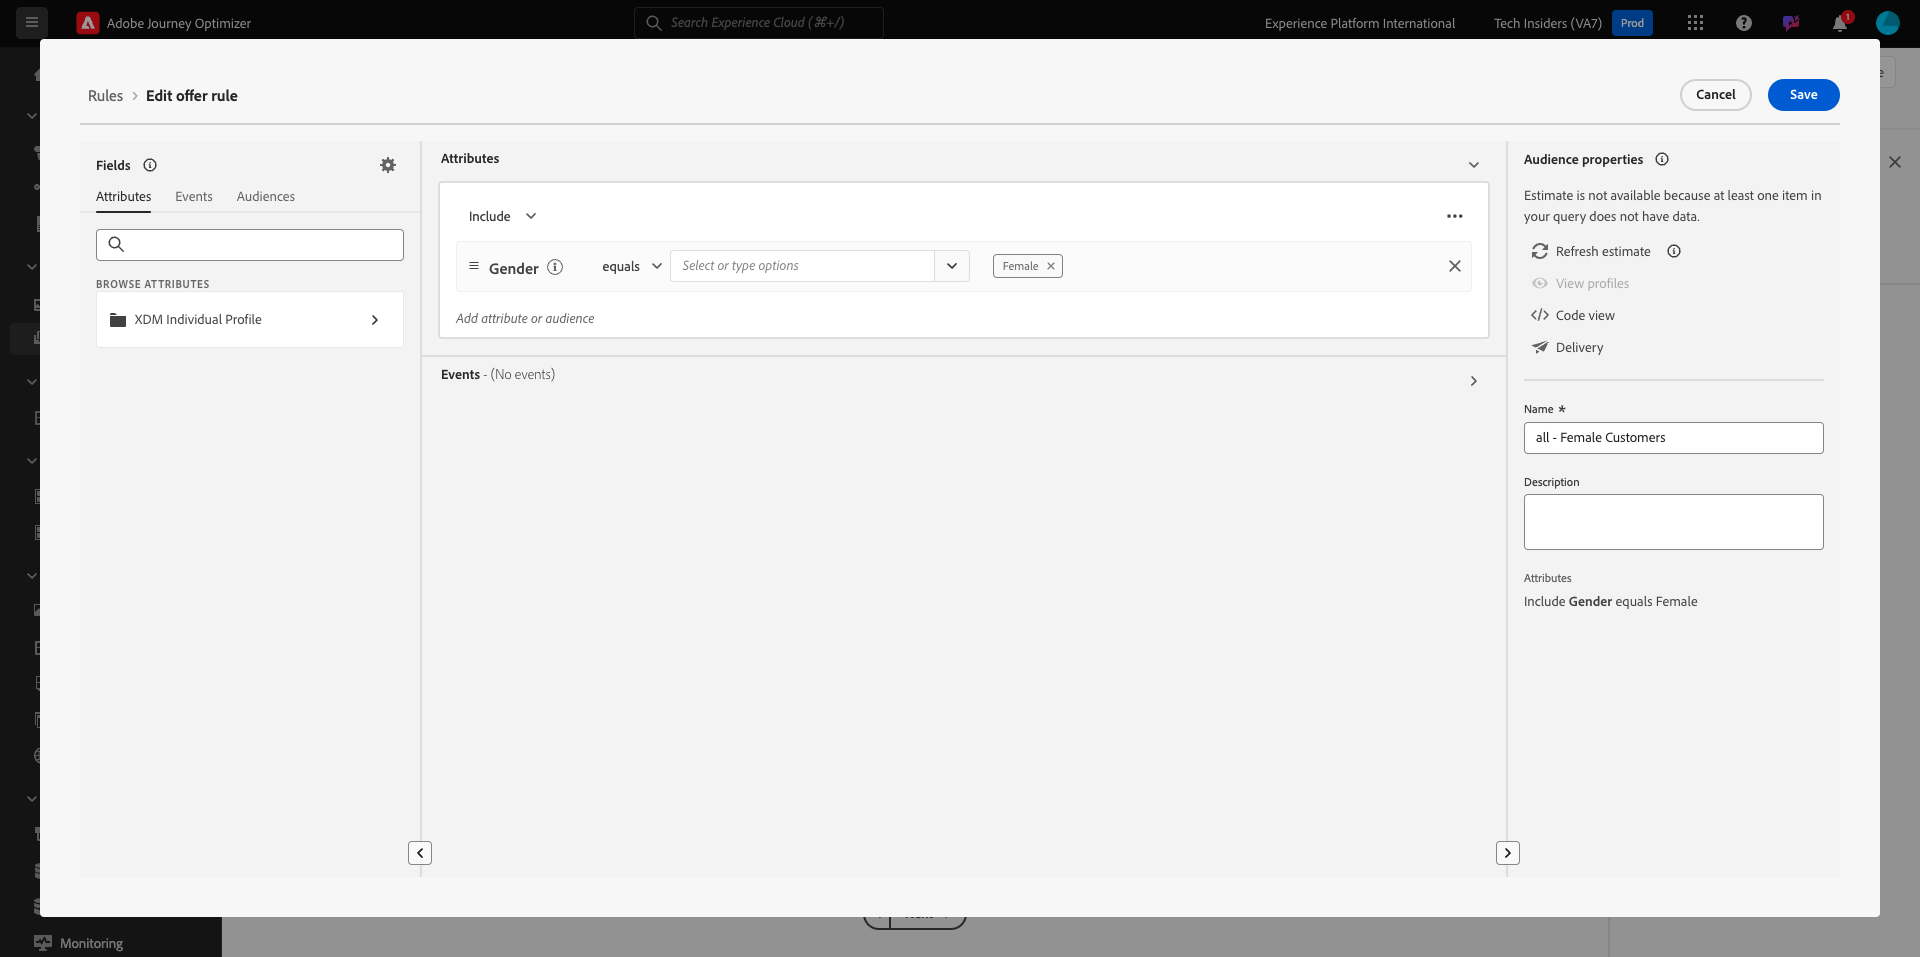 Adobe Journey Optimizer
Search Experience Cloud (⌘+/)
Experience Platform International
Tech Insiders (VA7)
Prod
1
Rules > Edit offer rule
Cancel
Save
Fields
Attributes
Events
Audiences
BROWSE ATTRIBUTES
XDM Individual Profile
Attributes
Include
Gender
equals
Select or type options
Female
Add attribute or audience
Events - (No events)
Audience properties
Estimate is not available because at least one item in
your query does not have data.
Refresh estimate
View profiles
</> Code view
Delivery
Name *
all - Female Customers
Description
Attributes
Include Gender equals Female
Monitoring